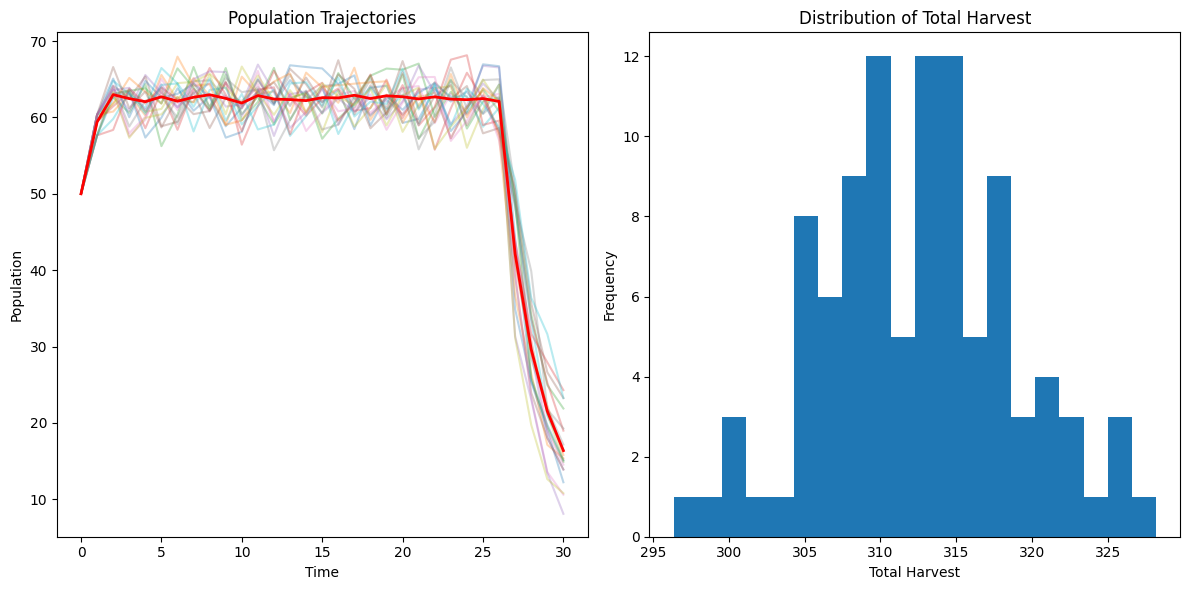 Population Trajectories
Population
70
60
50
40
30
20
10
0 5 10 15 20 25 30
Time
Distribution of Total Harvest
Frequency
12
10
8
6
4
2
0
295 300 305 310 315 320 325
Total Harvest